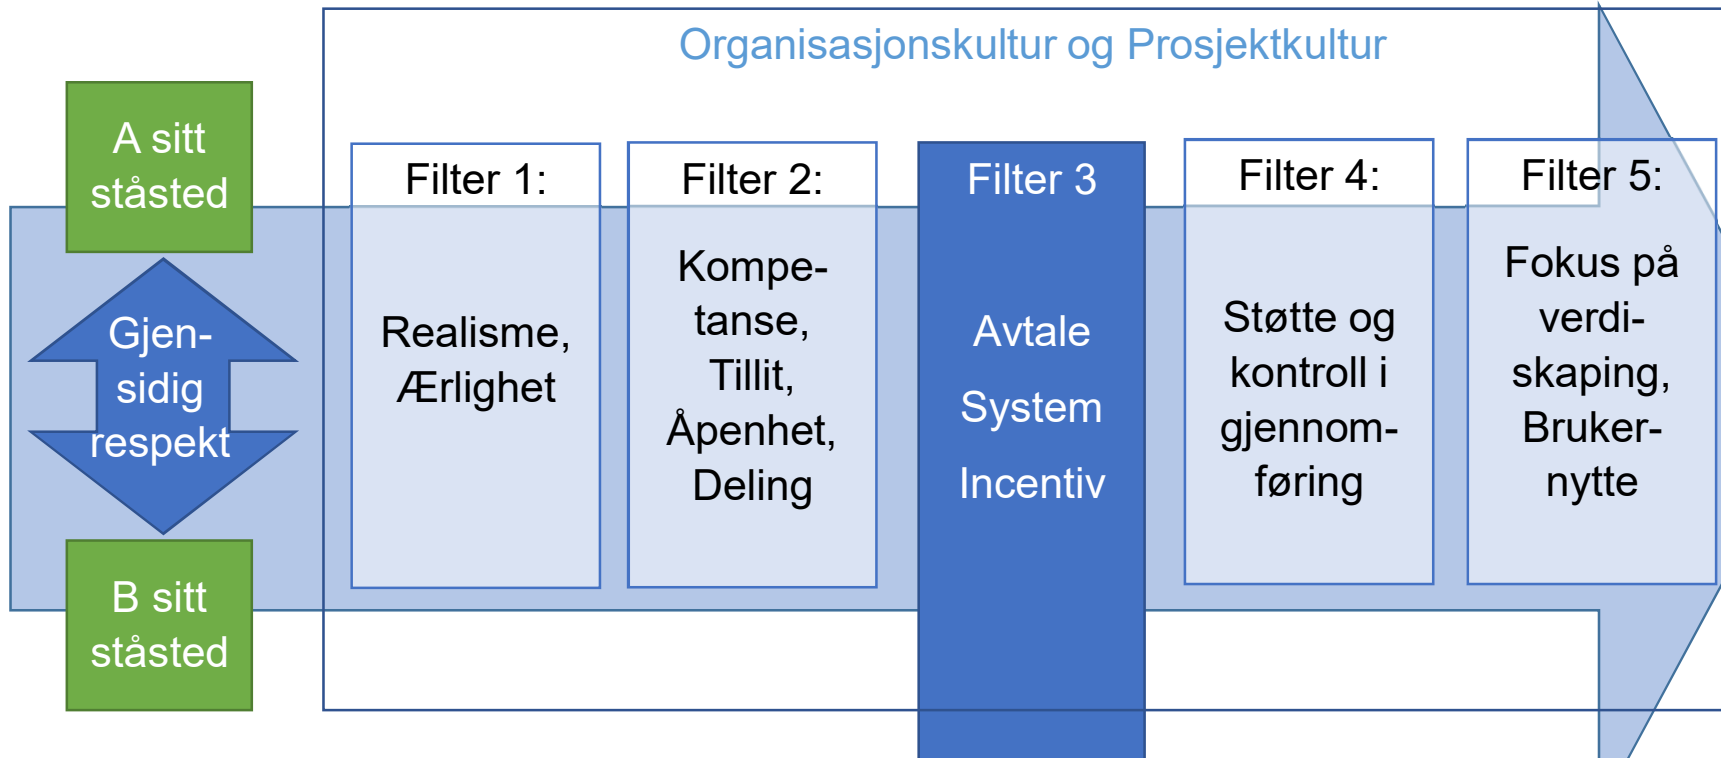 Organisasjonskultur og Prosjektkultur
A sitt
ståsted
Gjen-
sidig
respekt
B sitt
ståsted
Filter 1:
Realisme,
Ærlighet
Filter 2:
Kompe-
tanse,
Tillit,
Åpenhet,
Deling
Filter 3
Avtale
System
Incentiv
Filter 4:
Støtte og
kontroll i
gjennom-
føring
Filter 5:
Fokus på
verdi-
skaping,
Bruker-
nytte